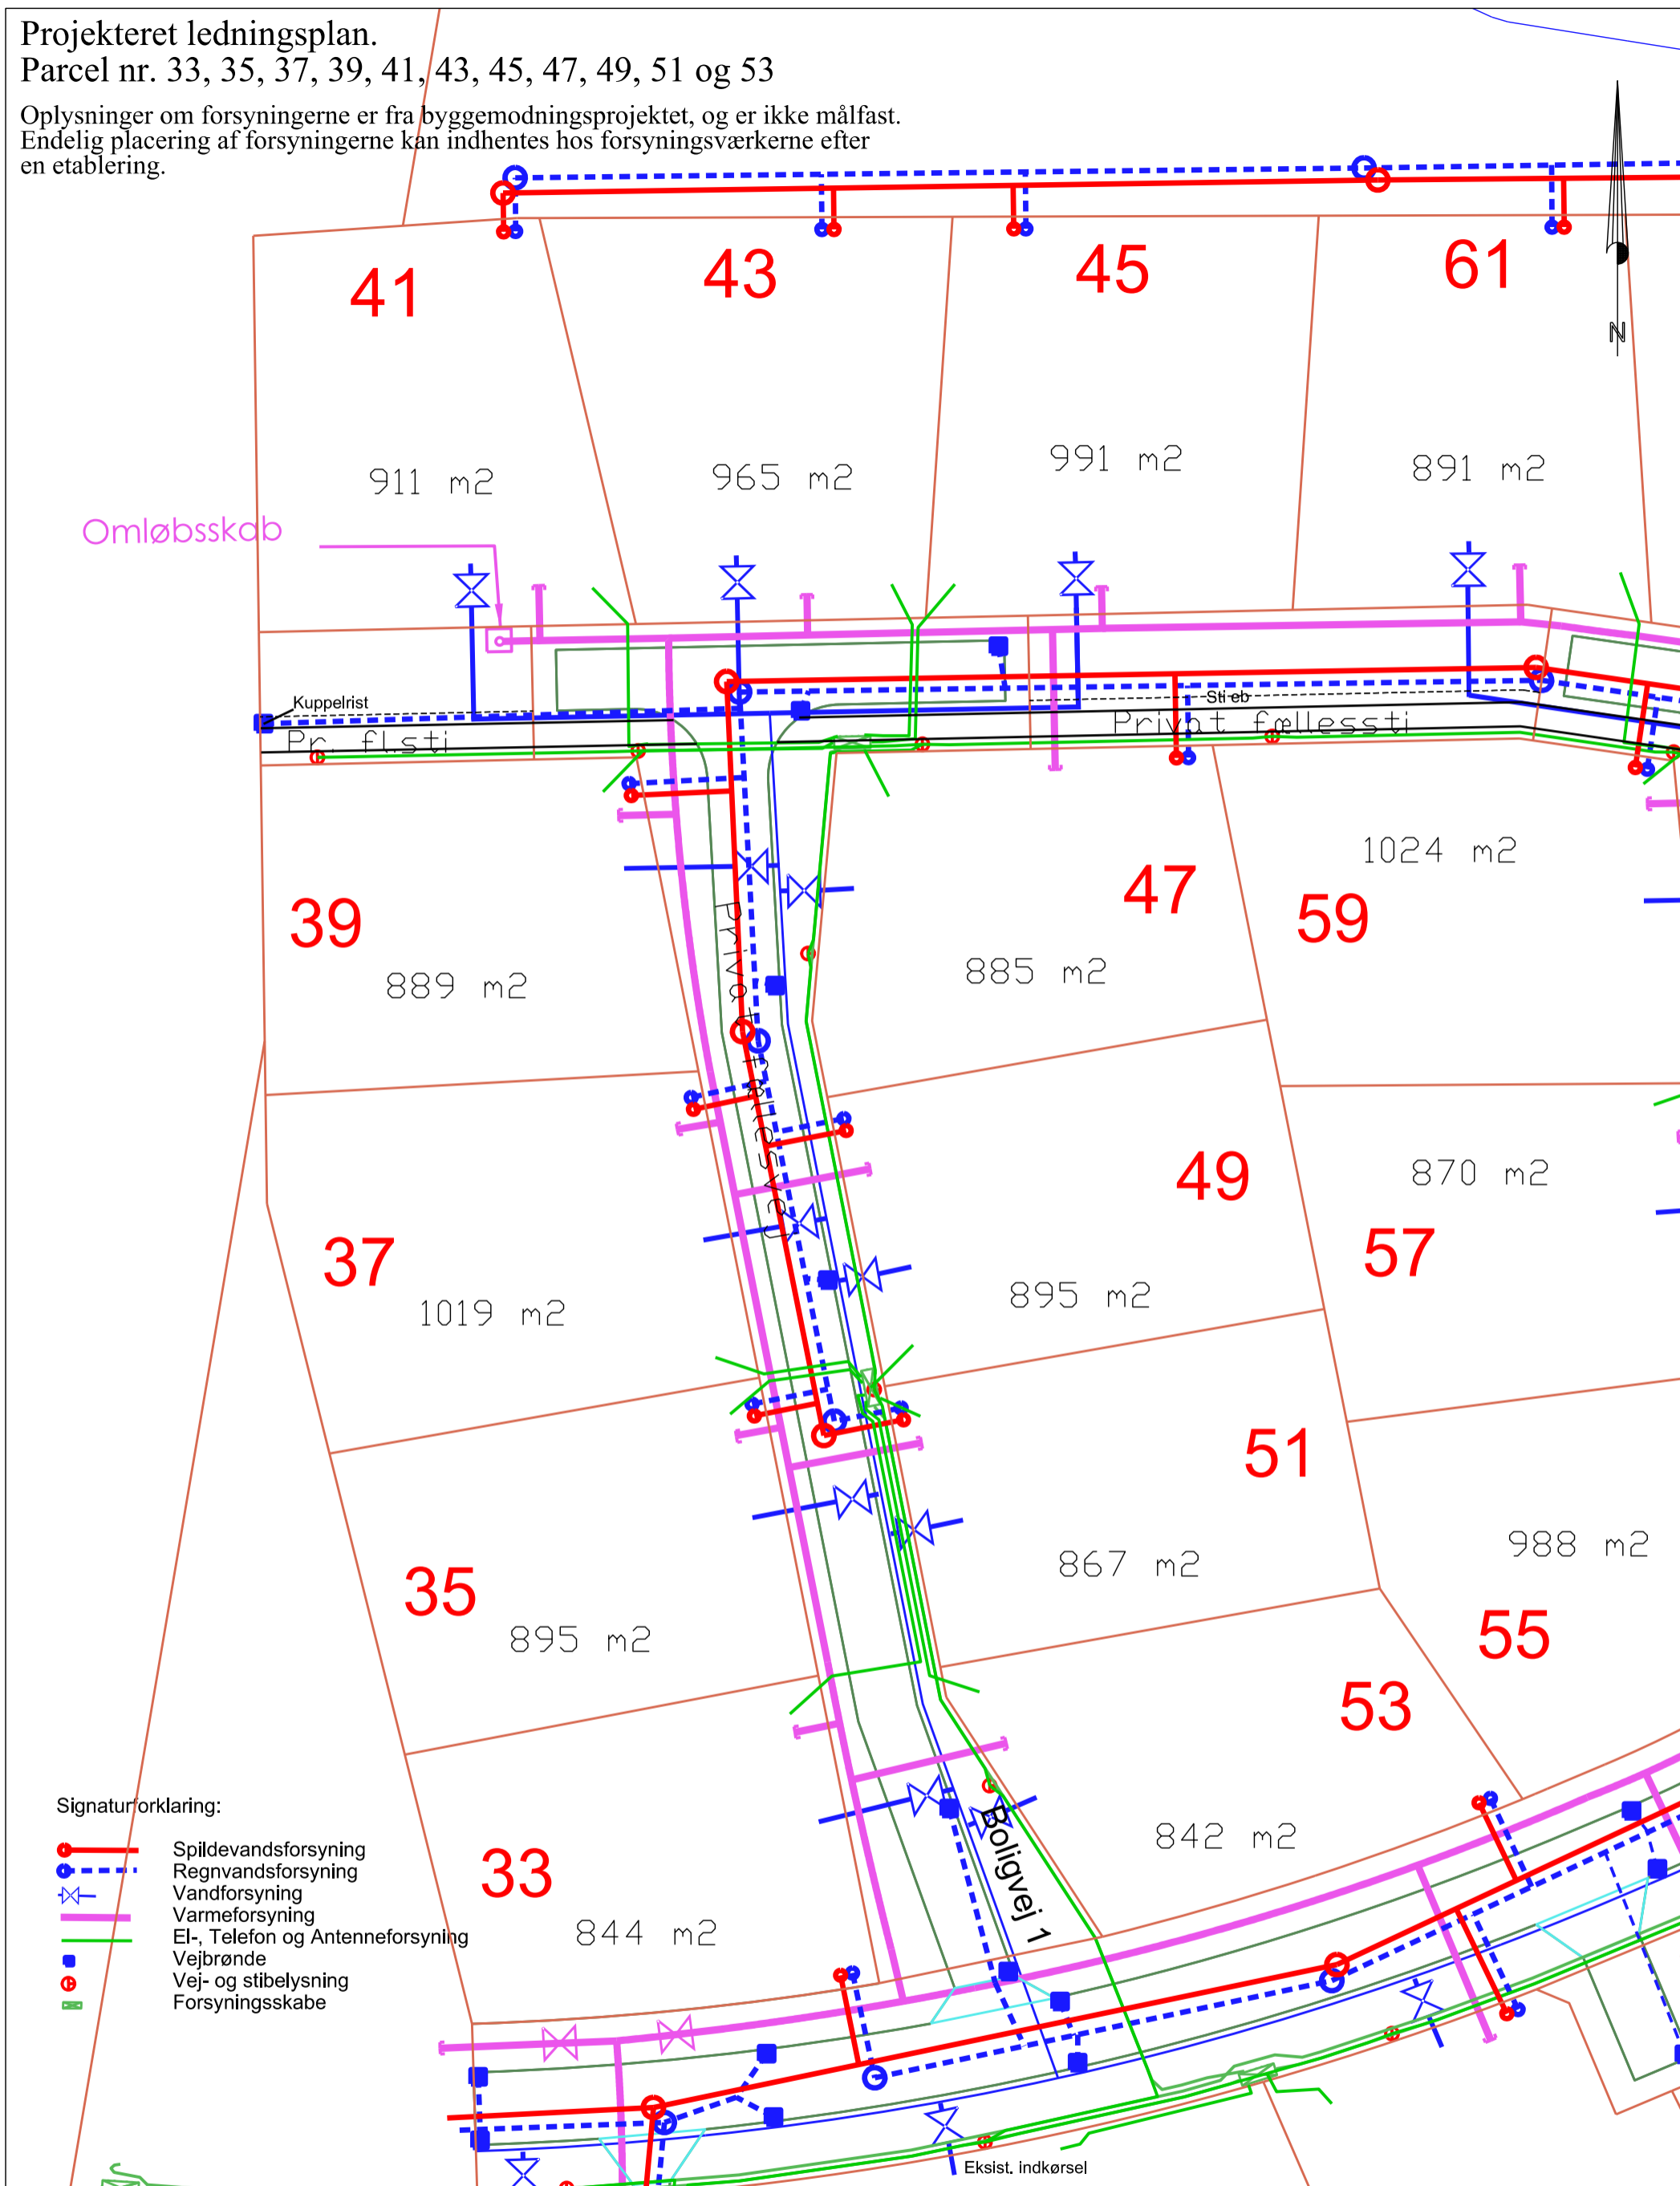 Projekteret ledningsplan.
Parcel nr. 33, 35, 37, 39, 41, 43, 45, 47, 49, 51 og 53
Oplysninger om forsyningerne er fra byggemodningsprojektet, og er ikke målfast.
Endelig placering af forsyningerne kan indhentes hos forsyningsværkerne efter
en etablering.
41
43
45
61
N
911 m2
965 m2
991 m2
891 m2
Omløbsskab
Kuppelrist
Pr. flsti
Sti eb
Privat fællessti
39
889 m2
47
885 m2
59
1024 m2
Privat fællesvej
37
1019 m2
49
895 m2
57
870 m2
35
895 m2
51
867 m2
988 m2
55
53
842 m2
Boligvej 1
33
844 m2
Signaturforklaring:
Spildevandsforsyning
Regnvandsforsyning
Vandforsyning
Varmeforsyning
El-, Telefon og Antenneforsyning
Vejbrønde
Vej- og stibelysning
Forsyningsskabe
Eksist. indkørsel